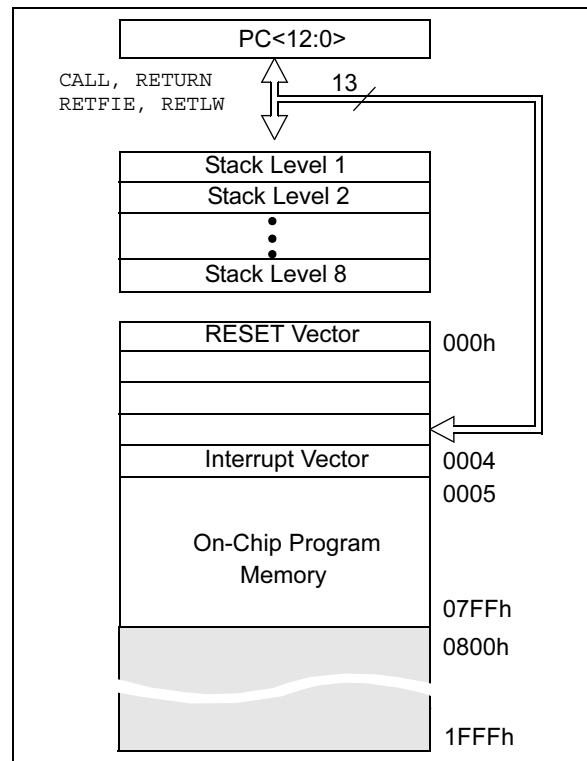 PC<12:0>
CALL, RETURN
RETFIE, RETLW
13
Stack Level 1
Stack Level 2
Stack Level 8
RESET Vector
000h
Interrupt Vector
0004
0005
On-Chip Program
Memory
07FFh
0800h
1FFFh